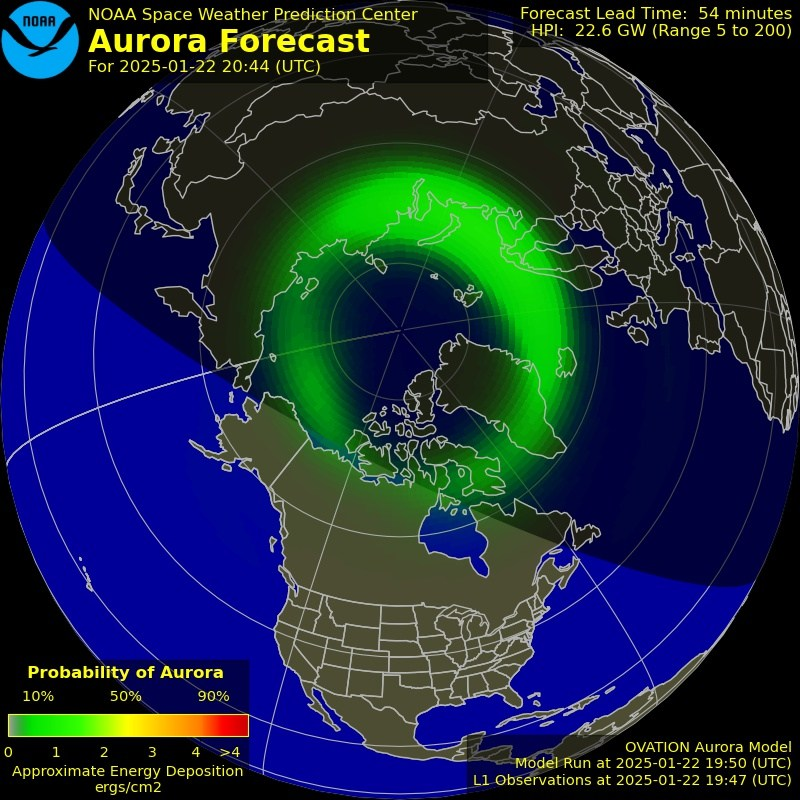 NOAA
NOAA Space Weather Prediction Center
Aurora Forecast
For 2025-01-22 20:44 (UTC)
Forecast Lead Time: 54 minutes
HPI: 22.6 GW (Range 5 to 200)
Probability of Aurora
10% 50% 90%
0 1 2 3 4 >4
Approximate Energy Deposition
ergs/cm2
OVATION Aurora Model
Model Run at 2025-01-22 19:50 (UTC)
L1 Observations at 2025-01-22 19:47 (UTC)